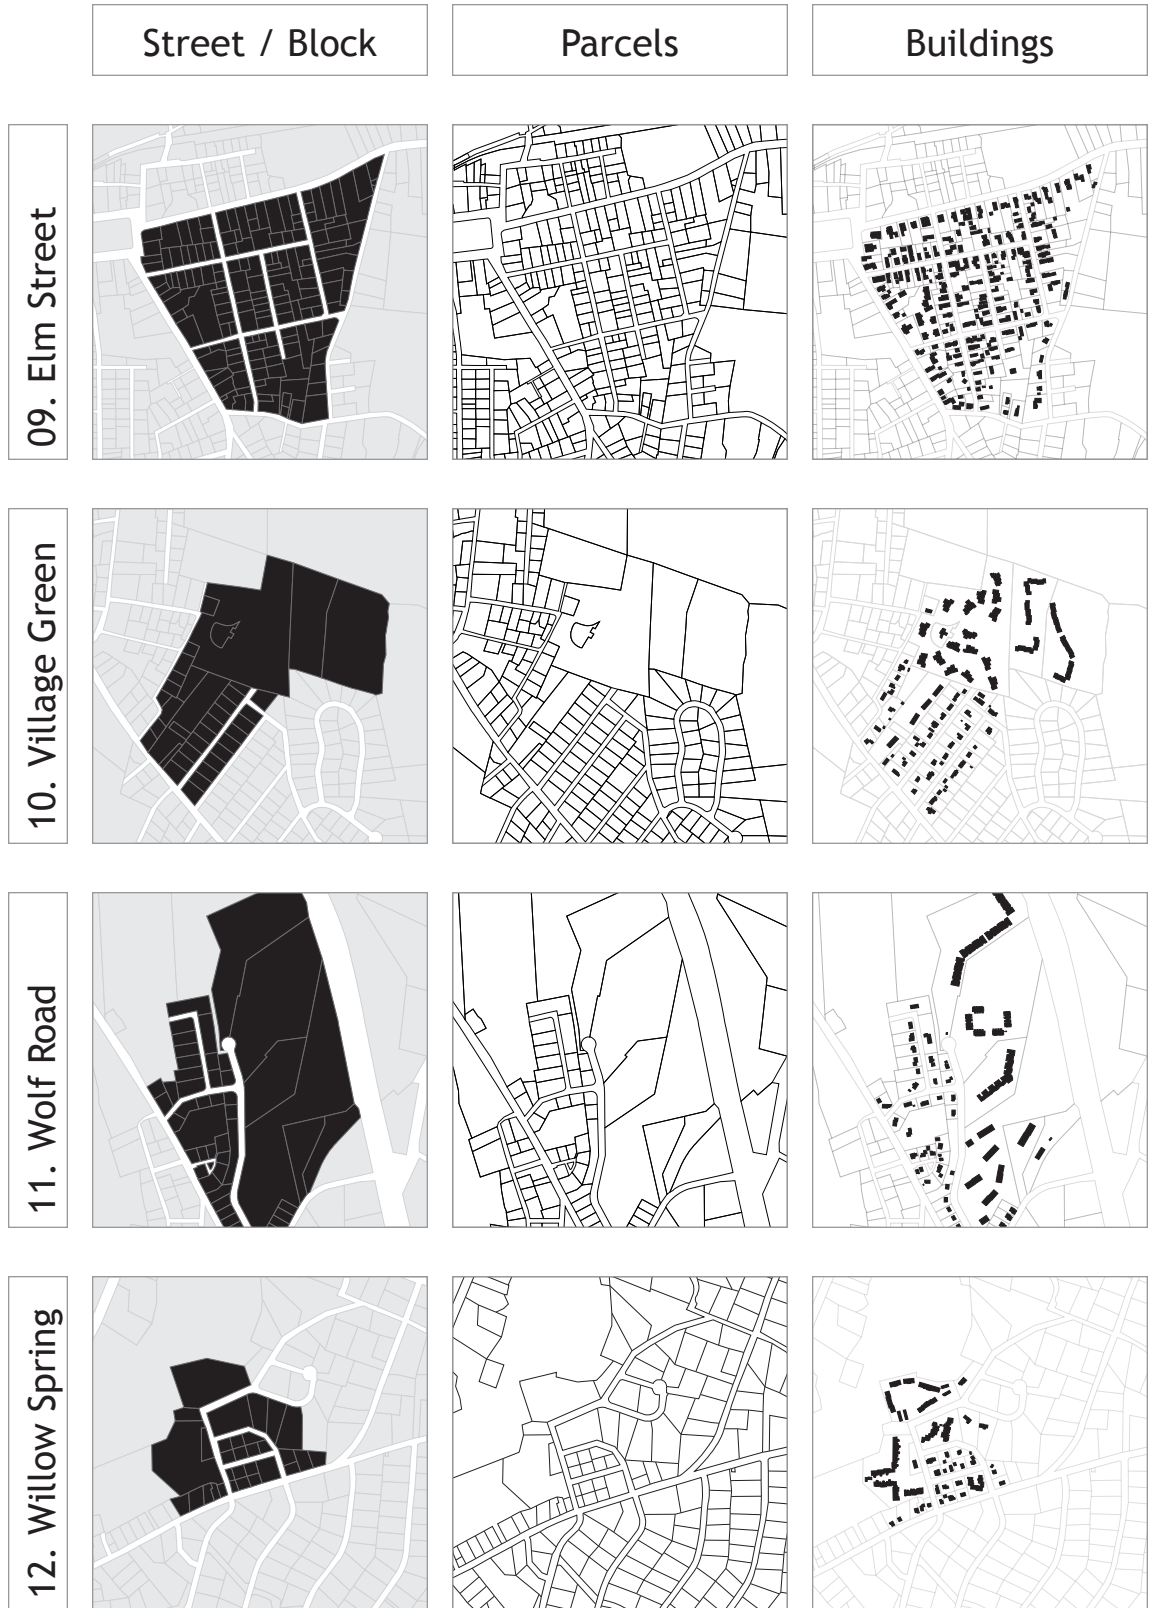 Street / Block
Parcels
Buildings
09. Elm Street
10. Village Green
11. Wolf Road
12. Willow Spring